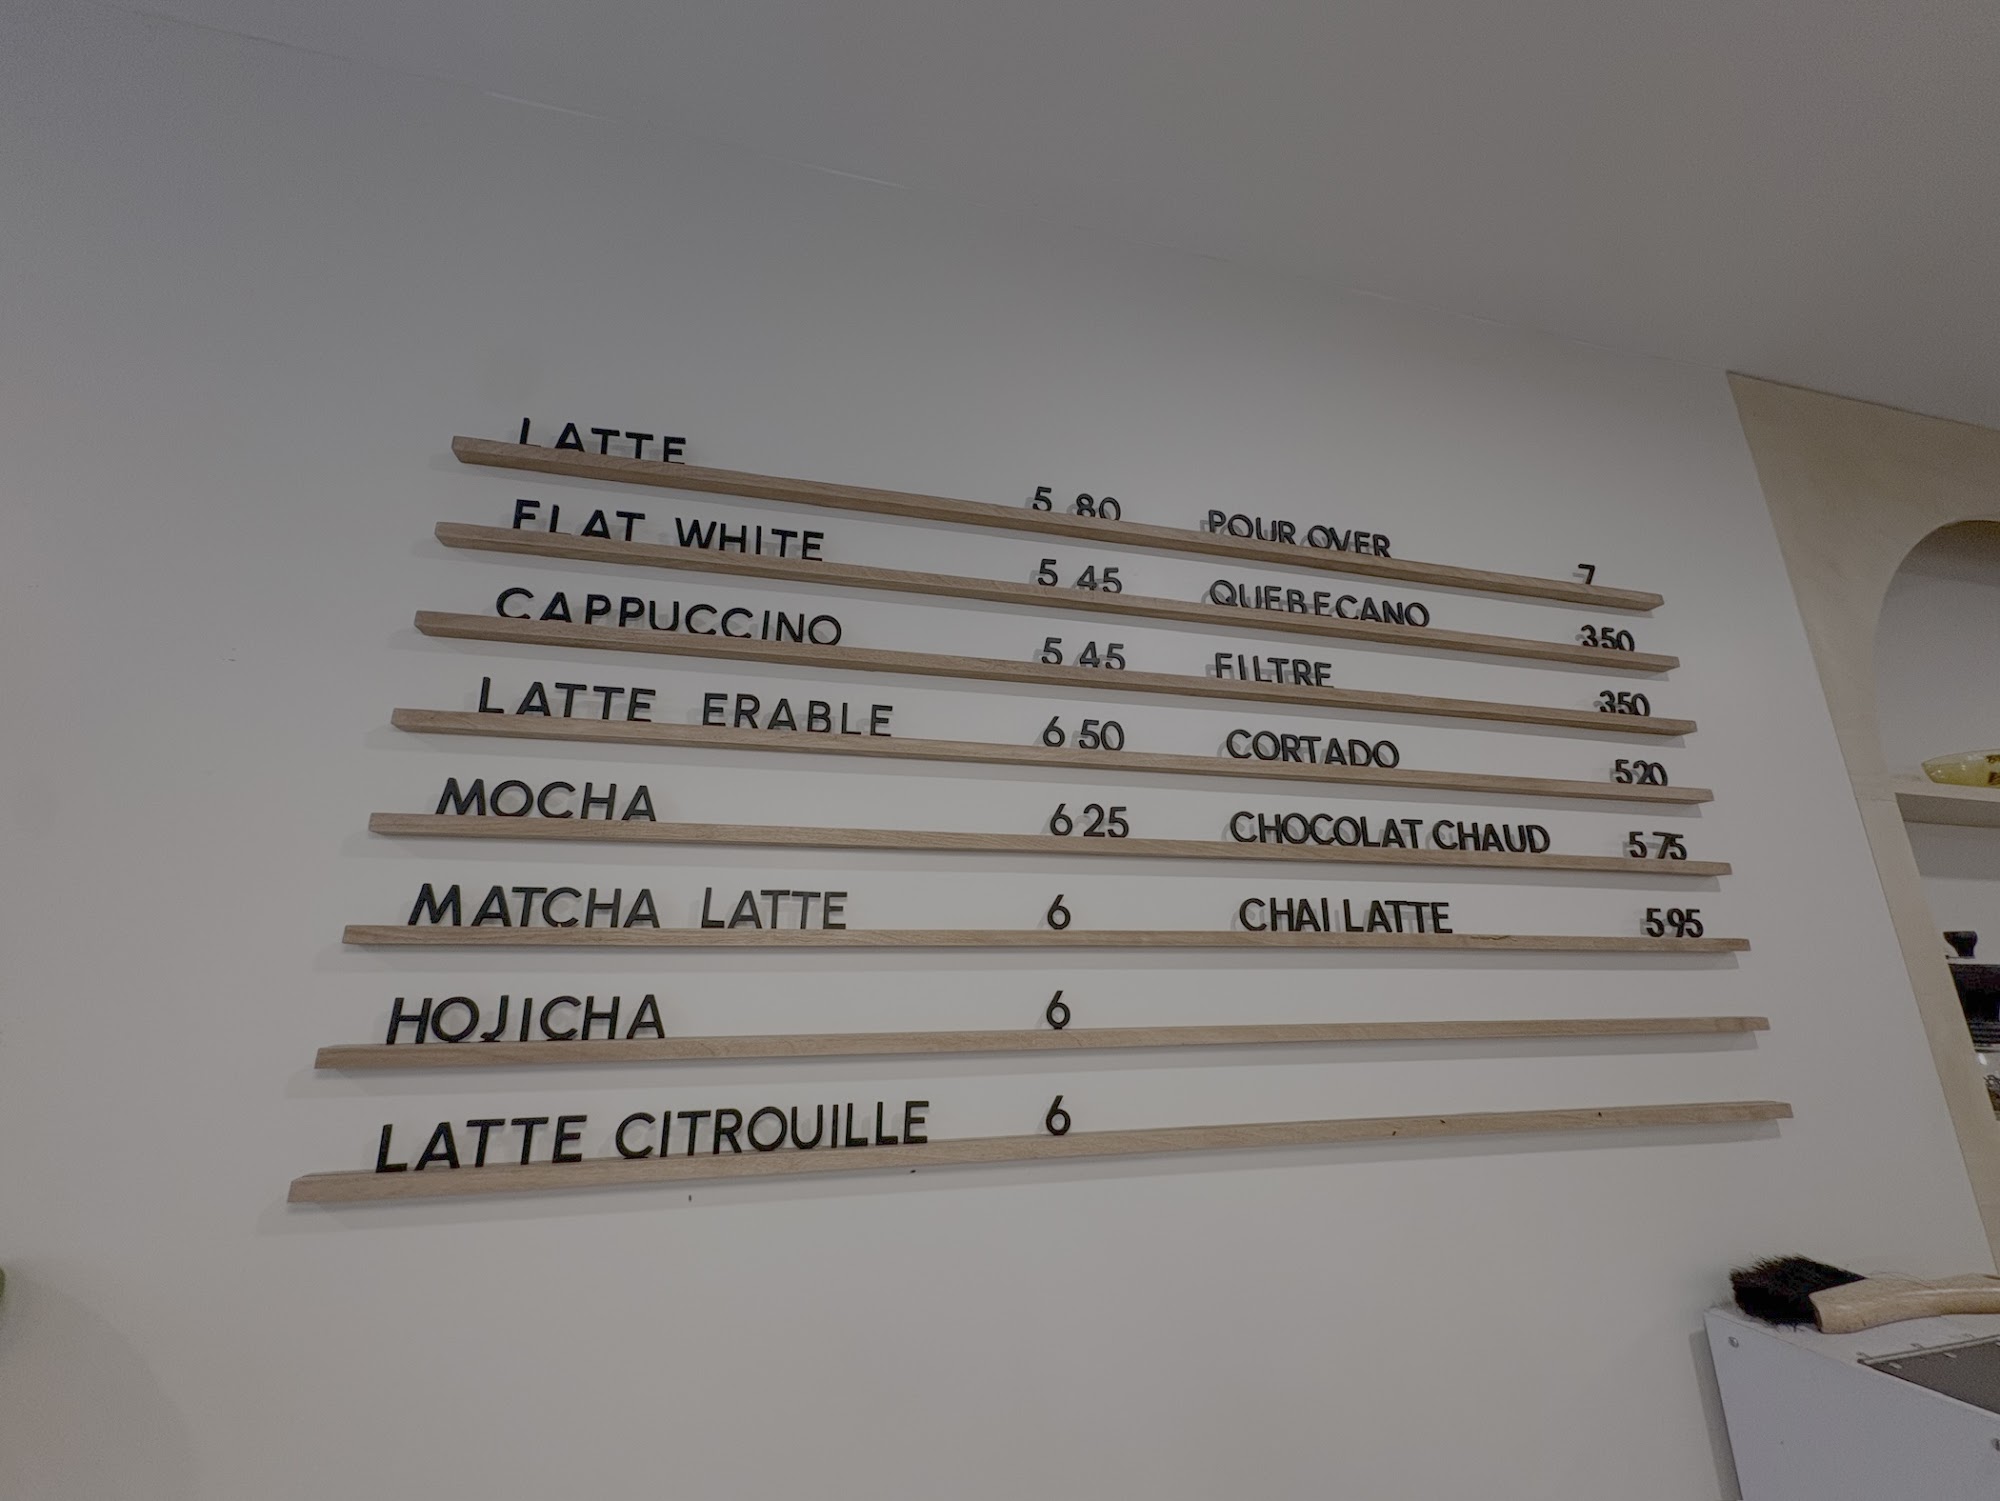 LATTE 5 80 POUR OVER 7
FLAT WHITE 5 45 QUEBECANO 350
CAPPUCCINO 5 45 FILTRE 350
LATTE ERABLE 6 50 CORTADO 520
MOCHA 6 25 CHOCOLAT CHAUD 5 75
MATCHA LATTE 6 CHAI LATTE 595
HOJICHA 6
LATTE CITROUILLE 6